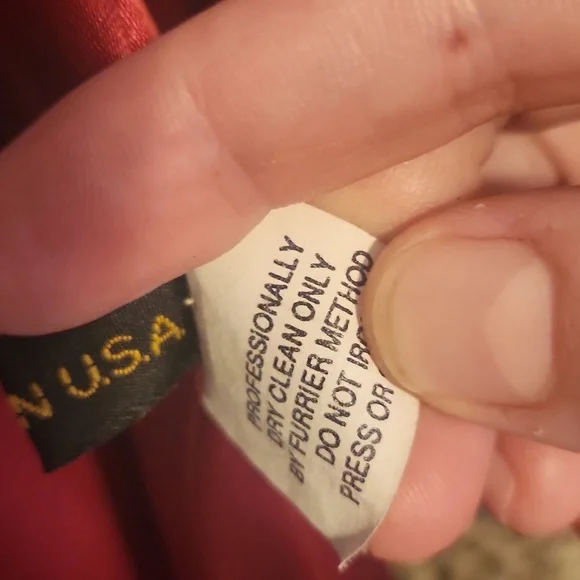 N U.S.A
PROFESSIONALLY
DRY CLEAN ONLY
BY FURRIER METHOD
DO NOT
PRESS OR